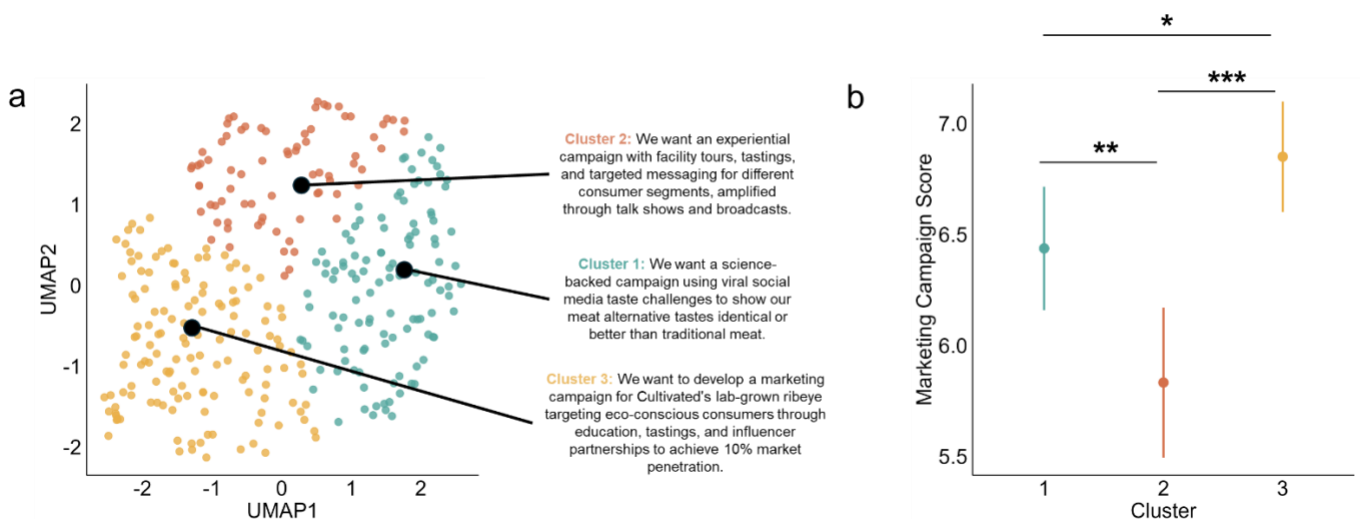 a
2
1
0
-1
-2
UMAP2
-2
-1
0
1
2
UMAP1
Cluster 2: We want an experiential
campaign with facility tours, tastings,
and targeted messaging for different
consumer segments, amplified
through talk shows and broadcasts.
Cluster 1: We want a science-
backed campaign using viral social
media taste challenges to show our
meat alternative tastes identical or
better than traditional meat.
Cluster 3: We want to develop a marketing
campaign for Cultivated's lab-grown ribeye
targeting eco-conscious consumers through
education, tastings, and influencer
partnerships to achieve 10% market
penetration.
b
*
***
**
7.0
6.5
6.0
5.5
Marketing Campaign Score
1
2
3
Cluster